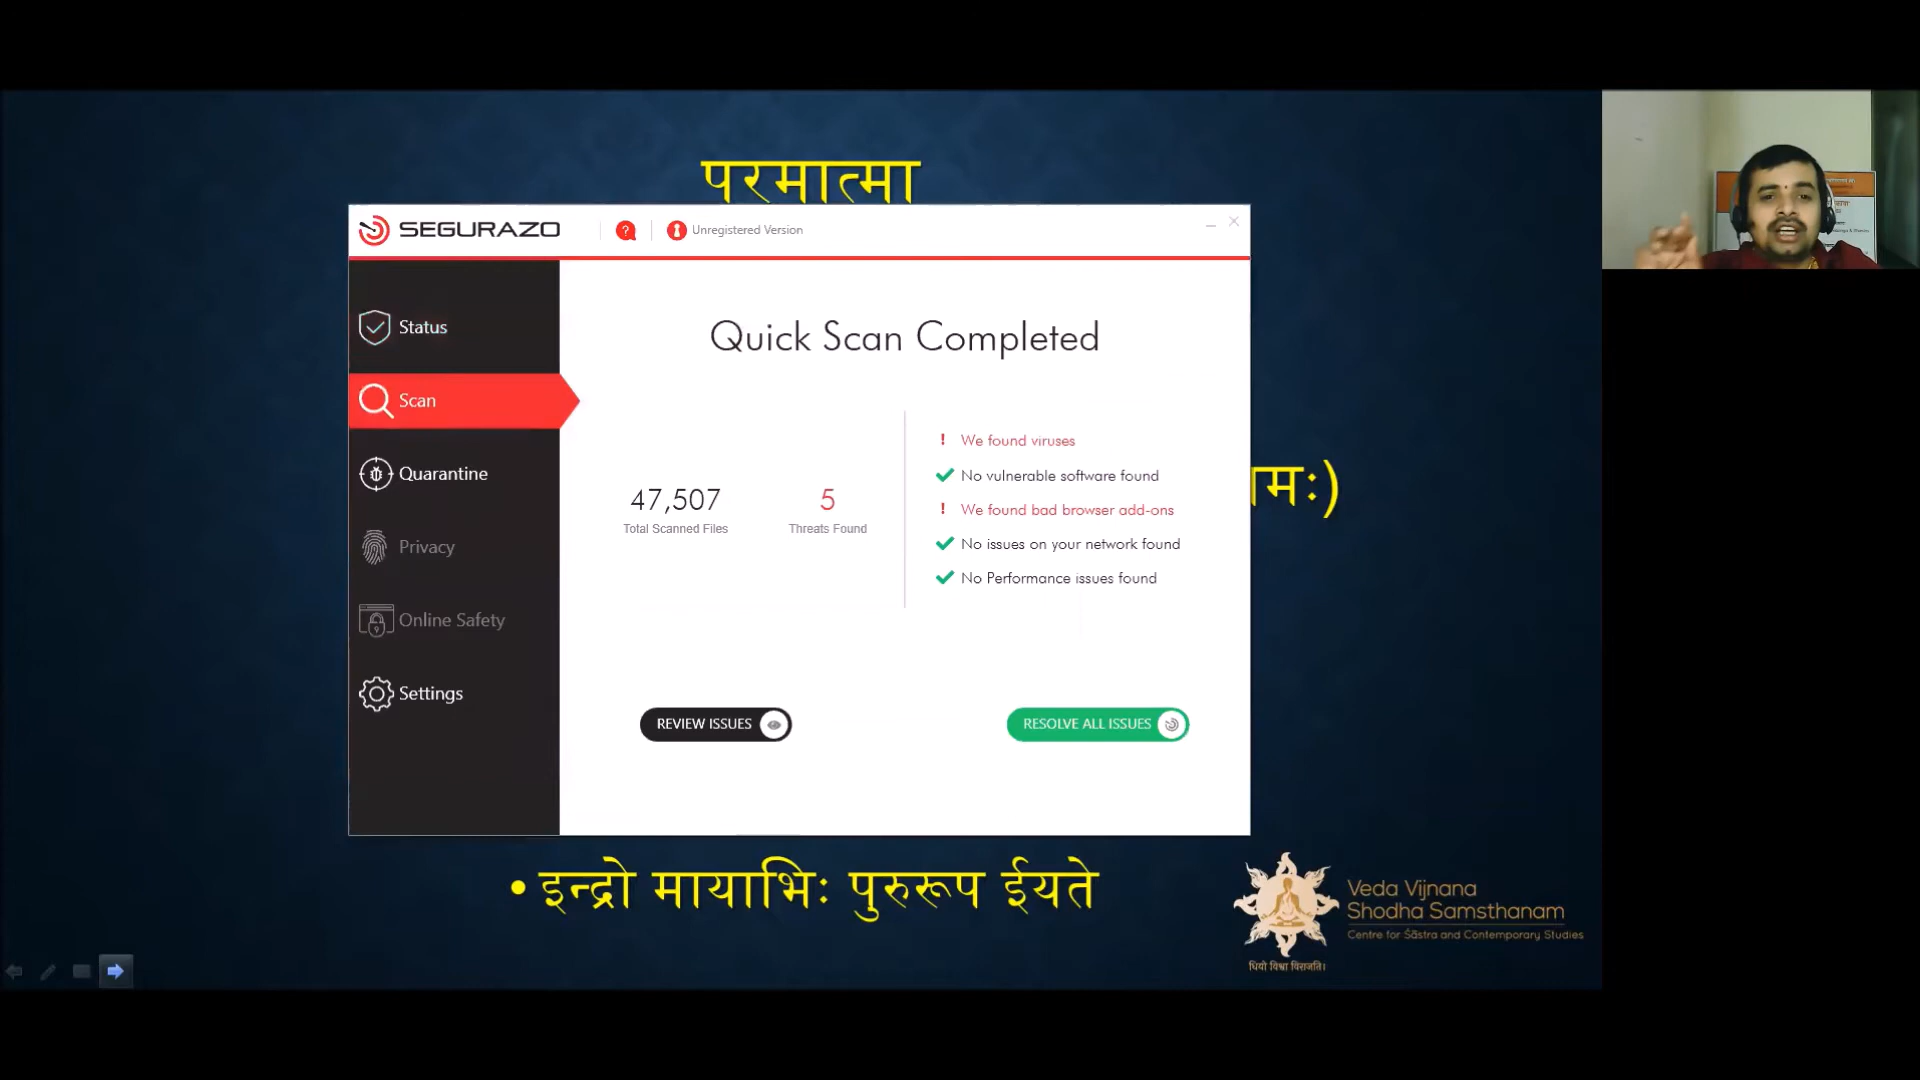 परमात्मा
SEGURAZO
Unregistered Version
Status
Scan
Quarantine
Privacy
Online Safety
Settings
Quick Scan Completed
47,507
Total Scanned Files
5
Threats Found
! We found viruses
No vulnerable software found
! We found bad browser add-ons
No issues on your network found
No Performance issues found
REVIEW ISSUES
RESOLVE ALL ISSUES
मः)
• इन्द्रो मायाभिः पुरुरूप ईयते
Veda Vijnana
Shodha Samsthanam
Centre for Śāstra and Contemporary Studies
धियो विश्वा विराजति।